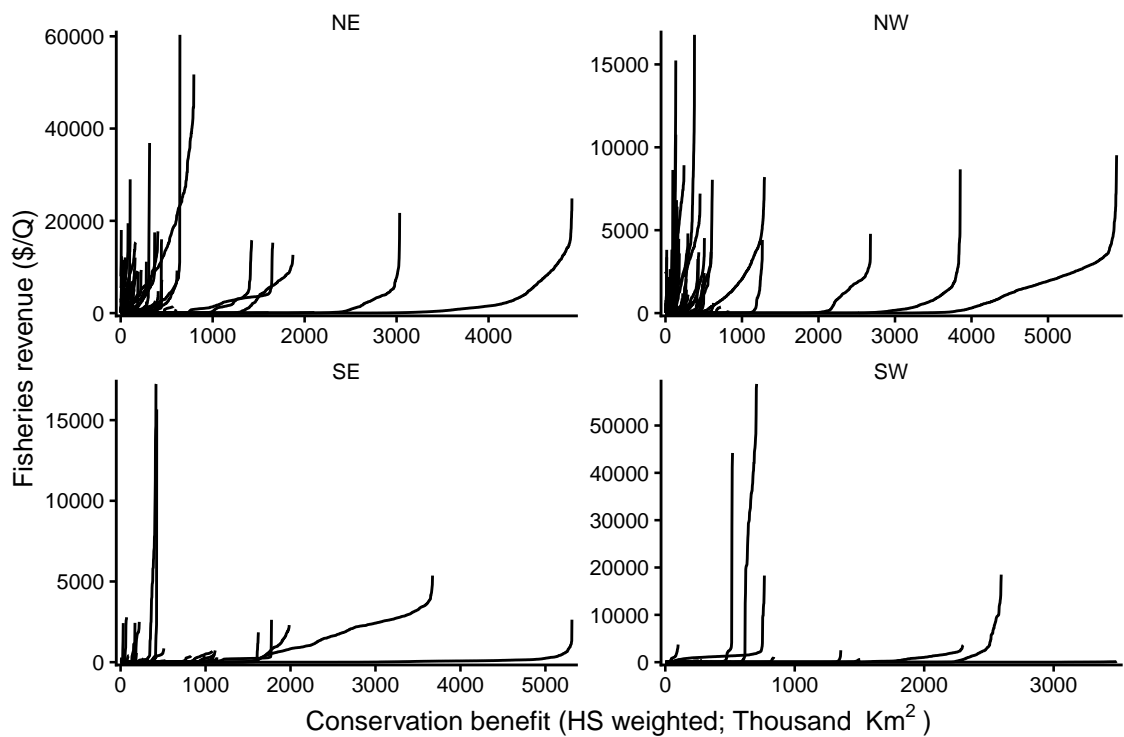 NE
NW
60000
40000
20000
0
15000
10000
5000
0
0 1000 2000 3000 4000
0 1000 2000 3000 4000 5000
SE
SW
15000
10000
5000
0
50000
40000
30000
20000
10000
0
0 1000 2000 3000 4000 5000
0 1000 2000 3000
Fisheries revenue ($/Q)
Conservation benefit (HS weighted; Thousand Km² )